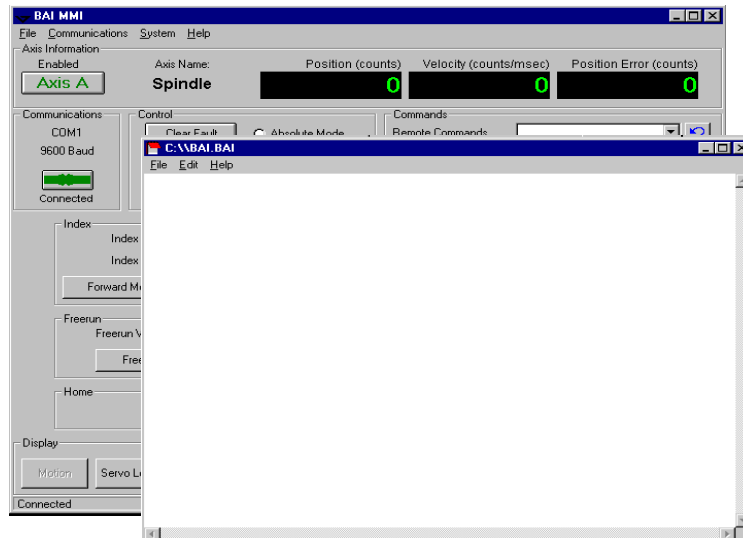 BAI MMI
File Communications System Help
Axis Information
Enabled Axis Name: Position (counts) Velocity (counts/msec) Position Error (counts)
Axis A Spindle 0 0 0
Communications Control Commands
COM1 Clear Fault Absolute Mode Remote Commands
9600 Baud C:\\BAI.BAI
File Edit Help
Connected
Index
Index
Index
Forward
Freerun
Freerun
Home
Display
Motion Servo
Connected